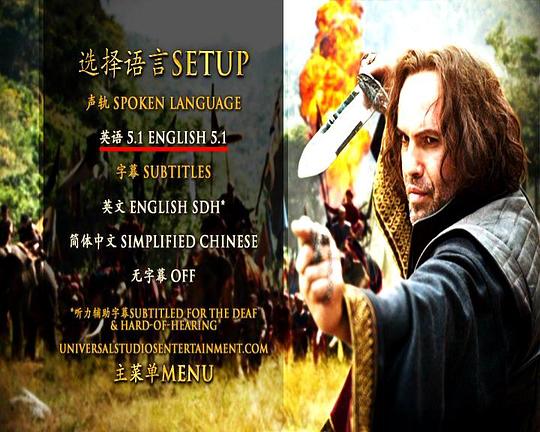 选择语言SETUP
声轨 SPOKEN LANGUAGE
英语 5.1 ENGLISH 5.1
字幕 SUBTITLES
英文 ENGLISH SDH*
简体中文 SIMPLIFIED CHINESE
无字幕 OFF
*听力辅助字幕SUBTITLED FOR THE DEAF
& HARD-OF-HEARING
UNIVERSALSTUDIOSENTERTAINMENT.COM
主菜单MENU